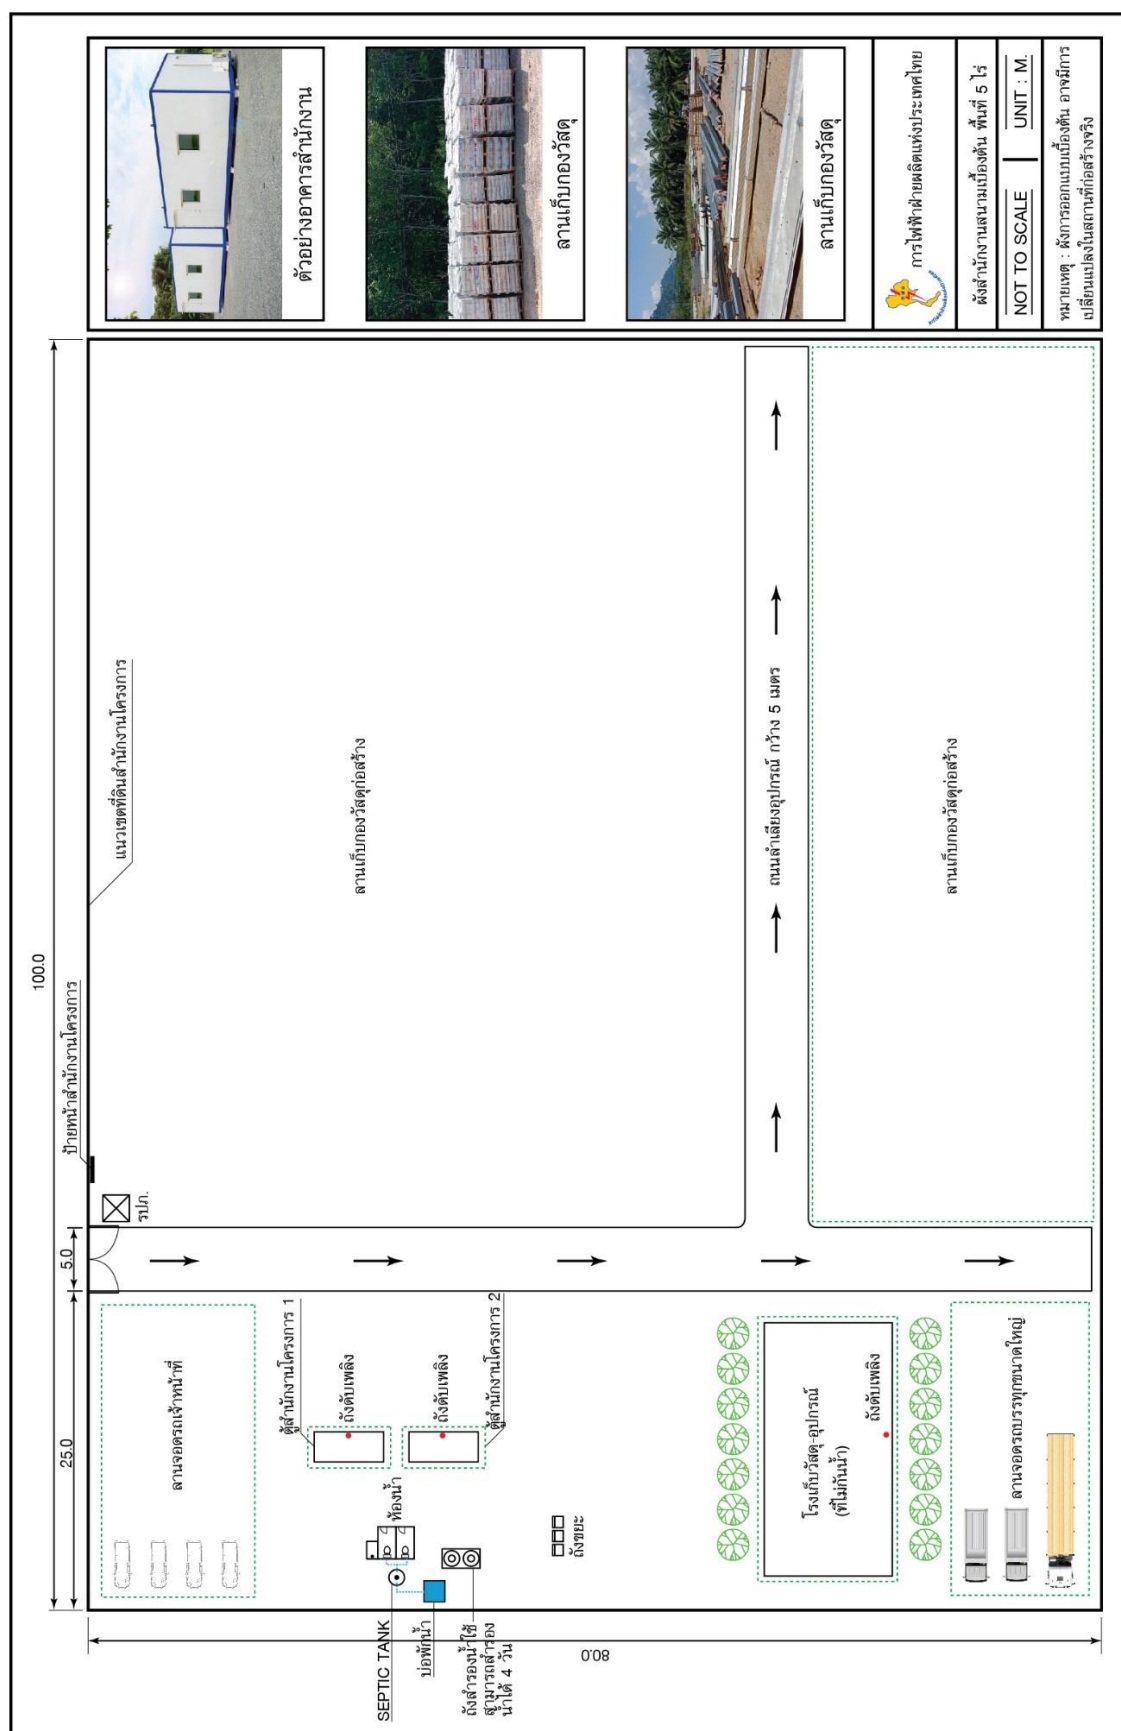 100.0
5.0
25.0
80.0
ป้ายหน้าสำนักงานโครงการ
แนวเขตที่ดินสำนักงานโครงการ
รปภ.
ลานจอดรถเจ้าหน้าที่
ตู้สำนักงานโครงการ 1
ถังดับเพลิง
ถังดับเพลิง
ตู้สำนักงานโครงการ 2
ห้องน้ำ
SEPTIC TANK
บ่อพักน้ำ
ถังสำรองน้ำใช้
สามารถสำรอง
น้ำได้ 4 วัน
ถังขยะ
ลานเก็บกองวัสดุก่อสร้าง
ถนนลำเลียงอุปกรณ์ กว้าง 5 เมตร
โรงเก็บวัสดุ-อุปกรณ์
(ที่ไม่กันน้ำ)
ถังดับเพลิง
ลานจอดรถบรรทุกขนาดใหญ่
ลานเก็บกองวัสดุก่อสร้าง
ตัวอย่างอาคารสำนักงาน
ลานเก็บกองวัสดุ
ลานเก็บกองวัสดุ
การไฟฟ้าฝ่ายผลิตแห่งประเทศไทย
ผังสำนักงานสนามเบื้องต้น พื้นที่ 5 ไร่
NOT TO SCALE
UNIT : M.
หมายเหตุ : ผังการออกแบบเบื้องต้น อาจมีการ
เปลี่ยนแปลงในสถานที่ก่อสร้างจริง